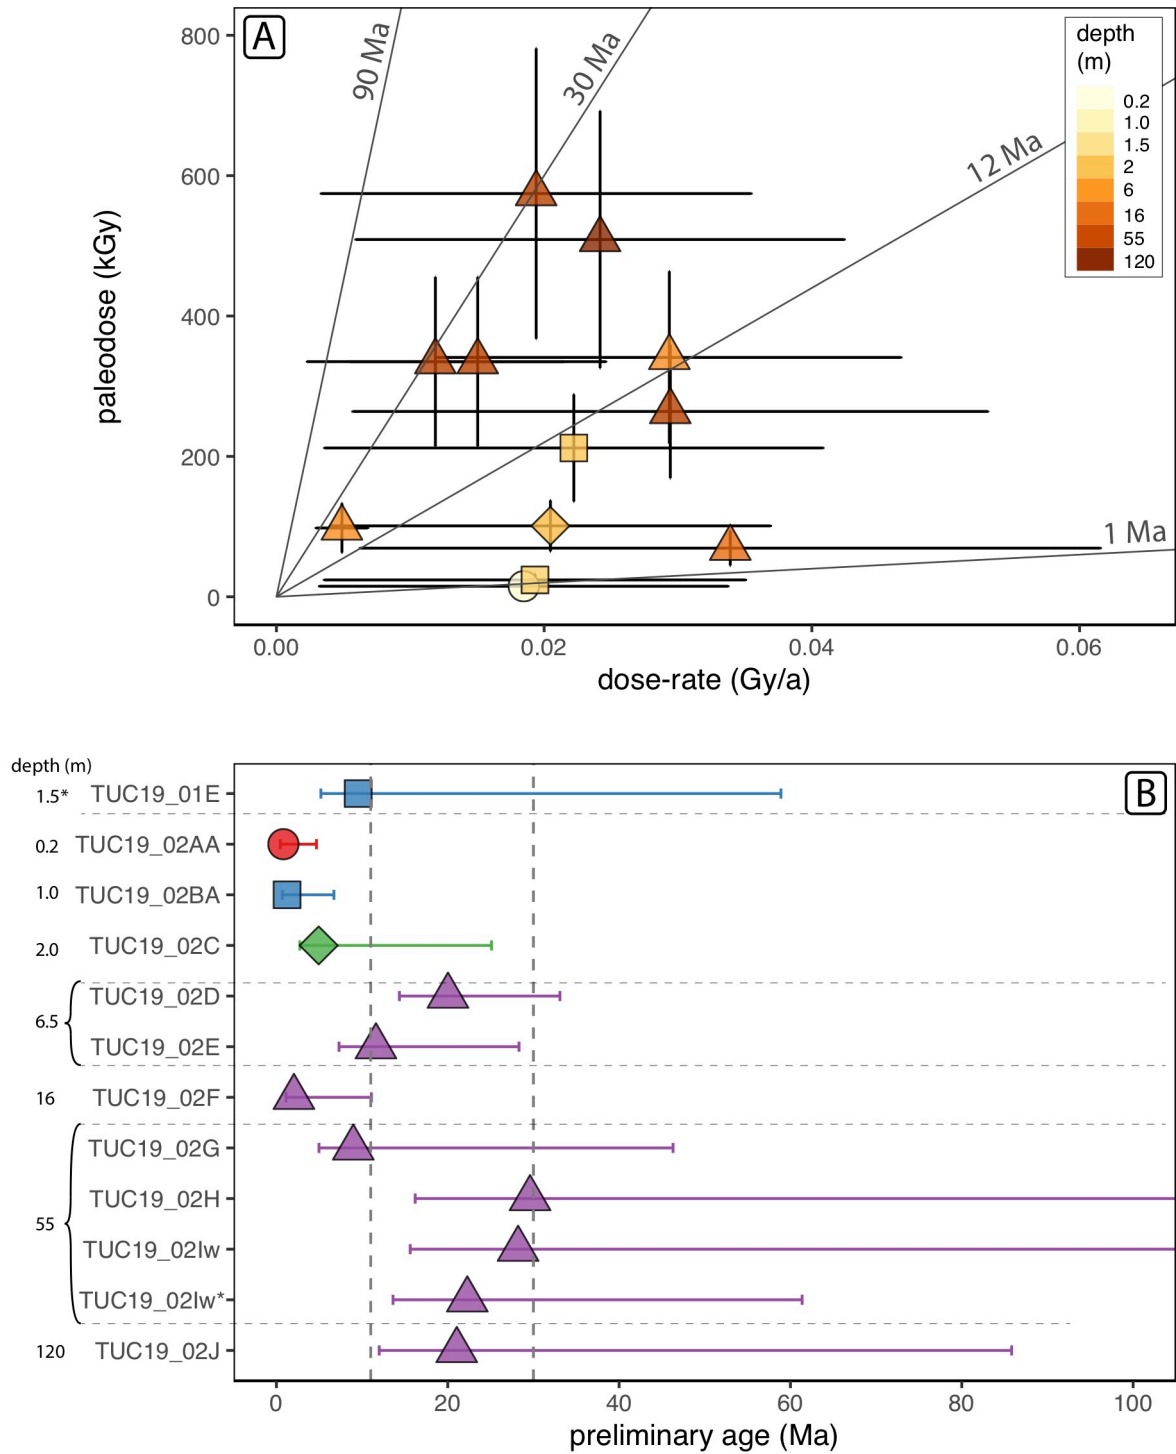 A
90 Ma
30 Ma
12 Ma
1 Ma
depth
(m)
0.2
1.0
1.5
2
6
16
55
120
800
600
400
200
0
paleodose (kGy)
0.00
0.02
0.04
0.06
dose-rate (Gy/a)
B
depth (m)
1.5* TUC19_01E
0.2 TUC19_02AA
1.0 TUC19_02BA
2.0 TUC19_02C
TUC19_02D
6.5
TUC19_02E
16 TUC19_02F
TUC19_02G
TUC19_02H
55
TUC19_02Iw
TUC19_02Iw*
120 TUC19_02J
0
20
40
60
80
100
preliminary age (Ma)